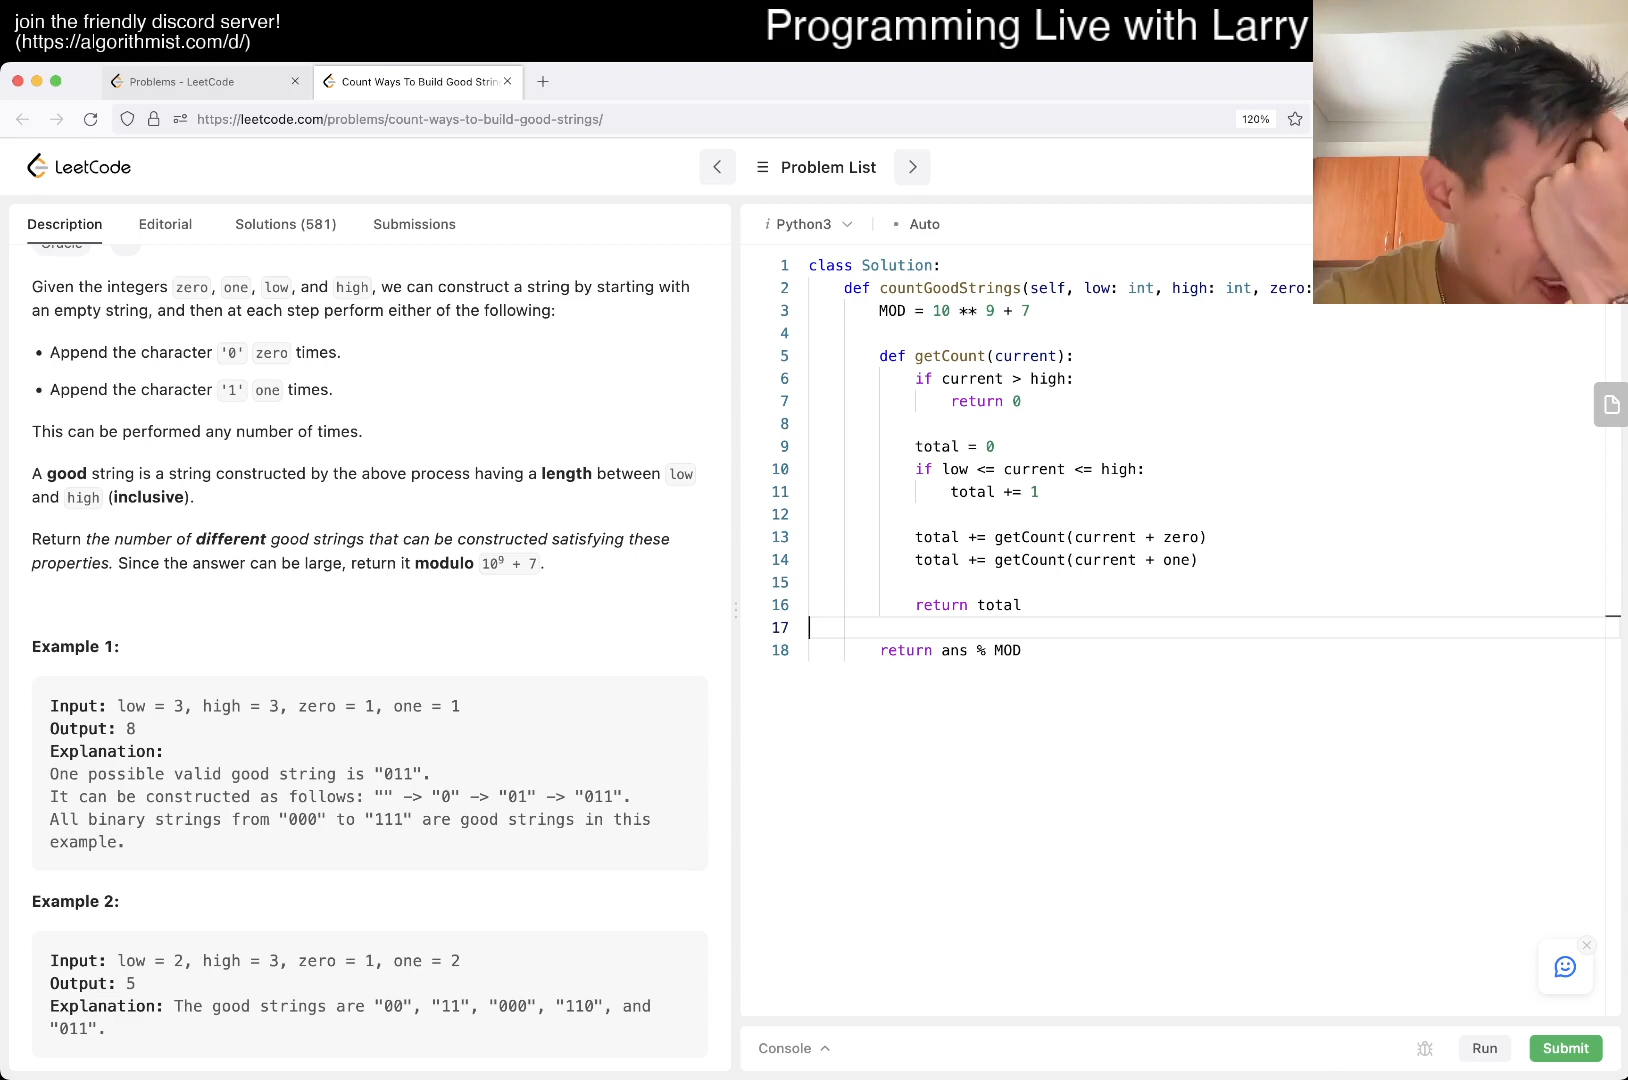 join the friendly discord server!
(https://algorithmist.com/d/)
Programming Live with Larry
Problems - LeetCode
Count Ways To Build Good Strin
https://leetcode.com/problems/count-ways-to-build-good-strings/
120%
LeetCode
Problem List
Description
Editorial
Solutions (581)
Submissions
Given the integers zero, one, low, and high, we can construct a string by starting with
an empty string, and then at each step perform either of the following:
• Append the character '0' zero times.
• Append the character '1' one times.
This can be performed any number of times.
A good string is a string constructed by the above process having a length between low
and high (inclusive).
Return the number of different good strings that can be constructed satisfying these
properties. Since the answer can be large, return it modulo 10⁹ + 7.
Example 1:
Input: low = 3, high = 3, zero = 1, one = 1
Output: 8
Explanation:
One possible valid good string is "011".
It can be constructed as follows: "" -> "0" -> "01" -> "011".
All binary strings from "000" to "111" are good strings in this
example.
Example 2:
Input: low = 2, high = 3, zero = 1, one = 2
Output: 5
Explanation: The good strings are "00", "11", "000", "110", and
"011".
i Python3
Auto
1 class Solution:
2 def countGoodStrings(self, low: int, high: int, zero:
3 MOD = 10 ** 9 + 7
4
5 def getCount(current):
6 if current > high:
7 return 0
8
9 total = 0
10 if low <= current <= high:
11 total += 1
12
13 total += getCount(current + zero)
14 total += getCount(current + one)
15
16 return total
17
18 return ans % MOD
Console
Run
Submit